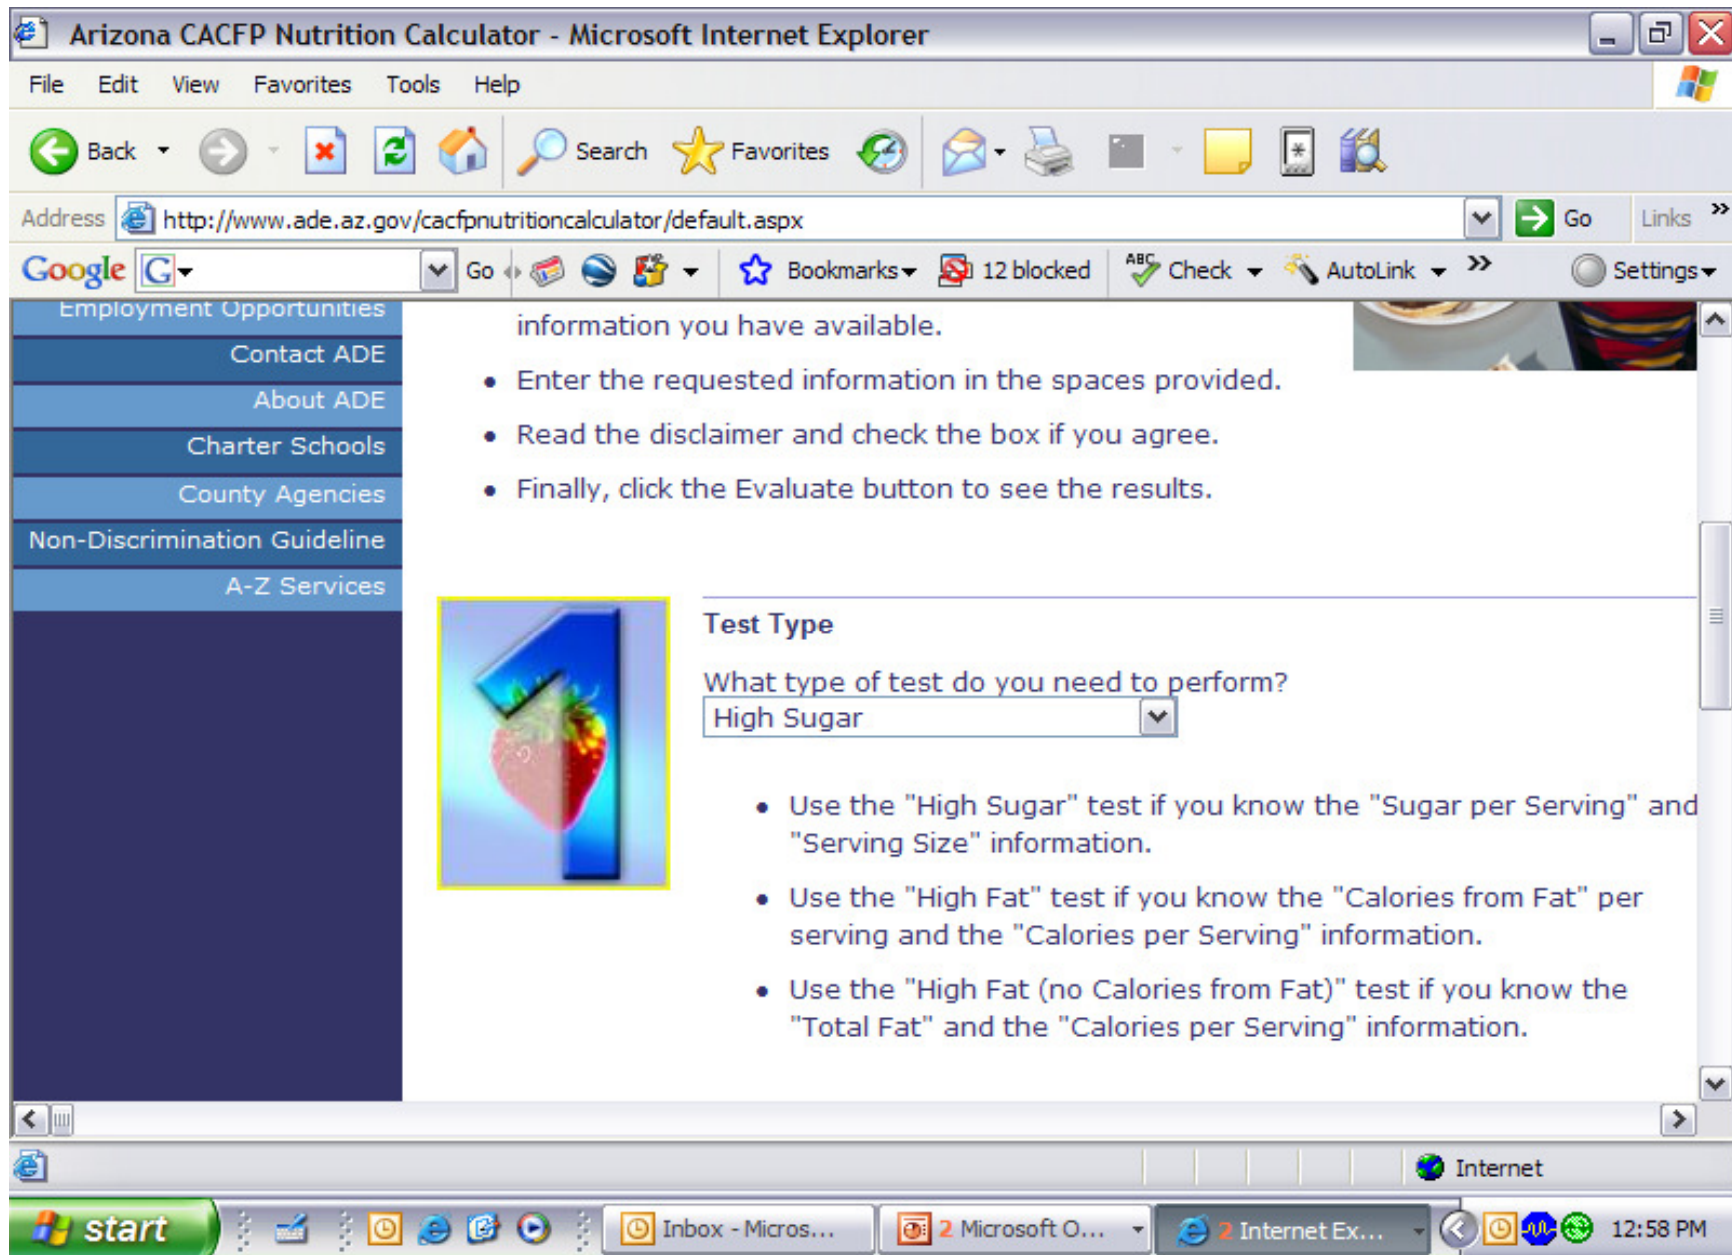 Arizona CACFP Nutrition Calculator - Microsoft Internet Explorer
File Edit View Favorites Tools Help
Back Search Favorites
Address http://www.ade.az.gov/cacfpnutritioncalculator/default.aspx Go Links »
Google G Go Bookmarks 12 blocked ABC Check AutoLink » Settings
Employment Opportunities
Contact ADE
About ADE
Charter Schools
County Agencies
Non-Discrimination Guideline
A-Z Services
information you have available.
• Enter the requested information in the spaces provided.
• Read the disclaimer and check the box if you agree.
• Finally, click the Evaluate button to see the results.
1
Test Type
What type of test do you need to perform?
High Sugar
• Use the "High Sugar" test if you know the "Sugar per Serving" and
"Serving Size" information.
• Use the "High Fat" test if you know the "Calories from Fat" per
serving and the "Calories per Serving" information.
• Use the "High Fat (no Calories from Fat)" test if you know the
"Total Fat" and the "Calories per Serving" information.
Internet
start Inbox - Micros... 2 Microsoft O... 2 Internet Ex... 12:58 PM